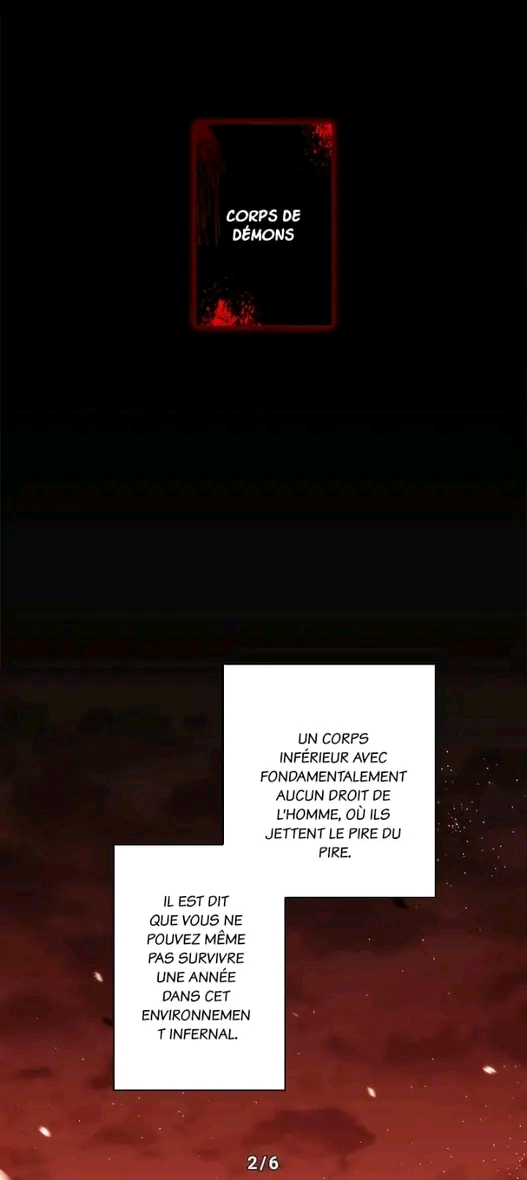 CORPS DE
DÉMONS
UN CORPS
INFÉRIEUR AVEC
FONDAMENTALEMENT
AUCUN DROIT DE
L'HOMME, OÙ ILS
JETTENT LE PIRE DU
PIRE.
IL EST DIT
QUE VOUS NE
POUVEZ MÊME
PAS SURVIVRE
UNE ANNÉE
DANS CET
ENVIRONNEMEN
T INFERNAL.
2/6